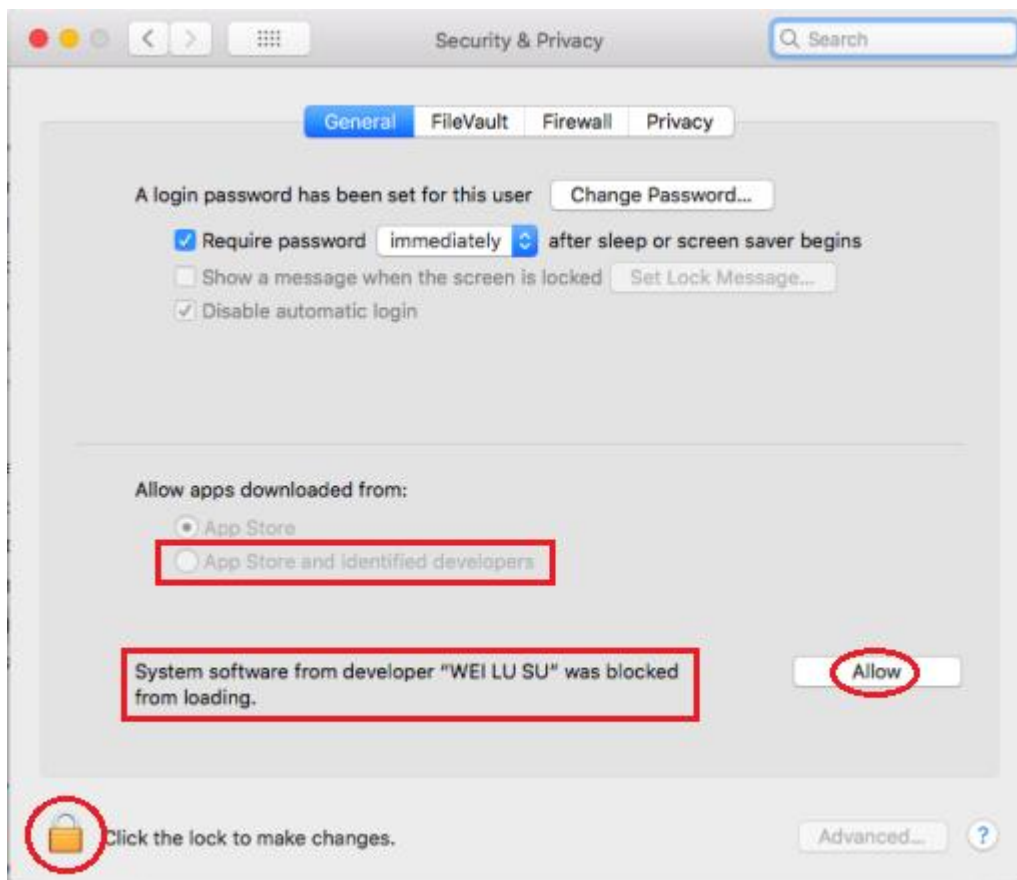 Security & Privacy
Search
General FileVault Firewall Privacy
A login password has been set for this user Change Password...
Require password immediately after sleep or screen saver begins
Show a message when the screen is locked Set Lock Message...
Disable automatic login
Allow apps downloaded from:
App Store
App Store and identified developers
System software from developer “WEI LU SU” was blocked
from loading.
Allow
Click the lock to make changes.
Advanced...
?